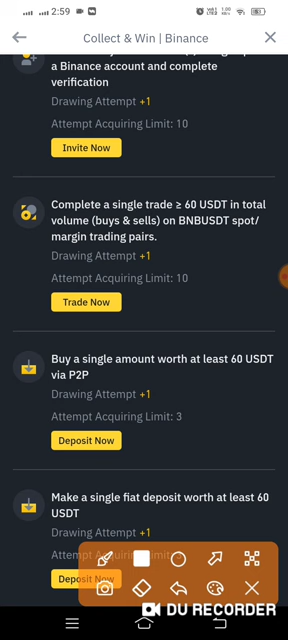 2:59
Collect & Win | Binance
a Binance account and complete
verification
Drawing Attempt +1
Attempt Acquiring Limit: 10
Invite Now
Complete a single trade ≥ 60 USDT in total
volume (buys & sells) on BNBUSDT spot/
margin trading pairs.
Drawing Attempt +1
Attempt Acquiring Limit: 10
Trade Now
Buy a single amount worth at least 60 USDT
via P2P
Drawing Attempt +1
Attempt Acquiring Limit: 3
Deposit Now
Make a single fiat deposit worth at least 60
USDT
Drawing Attempt +1
Attempt Acquiring Limit: 3
Deposit Now
DU RECORDER